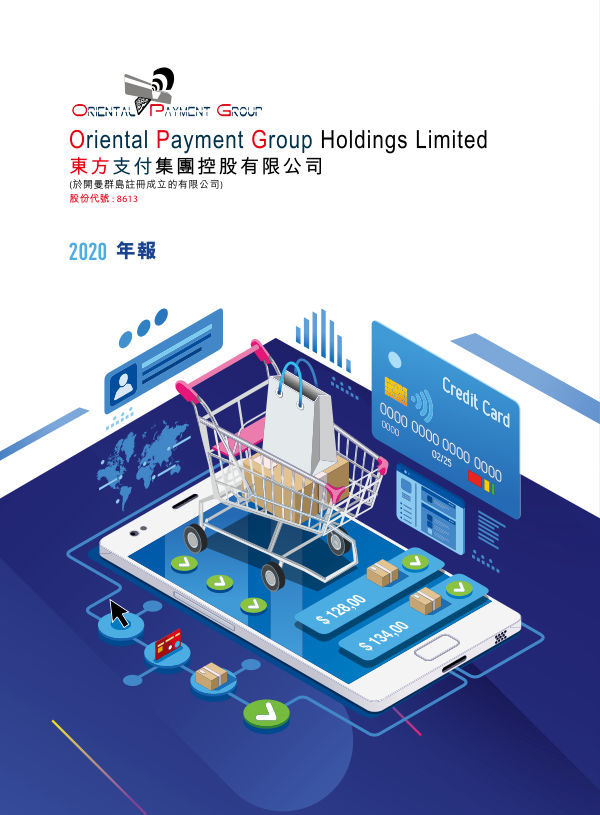 ORIENTAL PAYMENT GROUP
Oriental Payment Group Holdings Limited
東方支付集團控股有限公司
(於開曼群島註冊成立的有限公司)
股份代號 : 8613
2020 年報
Credit Card
0000 0000 0000 0000
0000
02/25
$ 128,00
$ 134,00